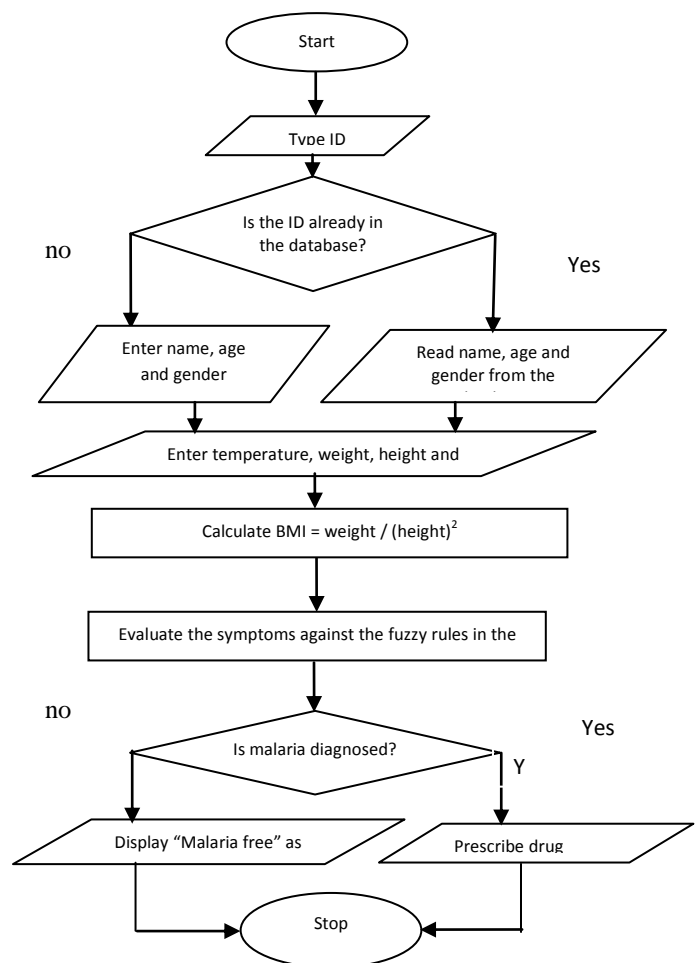 Start
Type ID
Is the ID already in
the database?
no
Yes
Enter name, age
and gender
Read name, age and
gender from the
Enter temperature, weight, height and
Calculate BMI = weight / (height)²
Evaluate the symptoms against the fuzzy rules in the
no
Yes
Is malaria diagnosed?
Y
Display “Malaria free” as
Prescribe drug
Stop